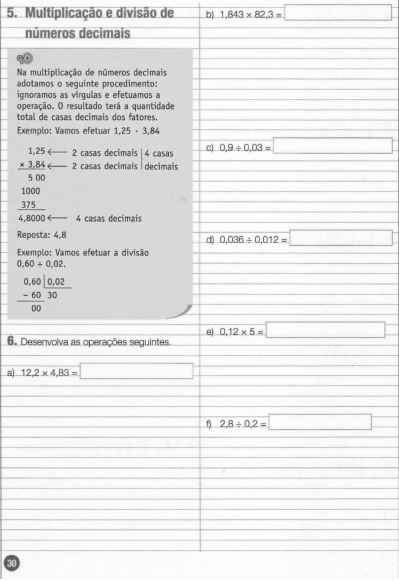 5. Multiplicação e divisão de
números decimais
Na multiplicação de números decimais
adotamos o seguinte procedimento:
ignoramos as vírgulas e efetuamos a
operação. O resultado terá a quantidade
total de casas decimais dos fatores.
Exemplo: Vamos efetuar 1,25 · 3,84
1,25 ← 2 casas decimais | 4 casas
× 3,84 ← 2 casas decimais | decimais
5 00
1000
375
4,8000 ← 4 casas decimais
Reposta: 4,8
Exemplo: Vamos efetuar a divisão
0,60 ÷ 0,02.
0,60 | 0,02
– 60 30
00
6. Desenvolva as operações seguintes.
a) 12,2 × 4,83 =
b) 1,843 × 82,3 =
c) 0,9 ÷ 0,03 =
d) 0,036 ÷ 0,012 =
e) 0,12 × 5 =
f) 2,8 ÷ 0,2 =
30